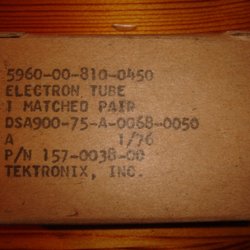 5960-00-810-0450
ELECTRON TUBE
1 MATCHED PAIR
DSA900-75-A-0068-0050
A 1/76
P/N 157-0038-00
TEKTRONIX, INC.